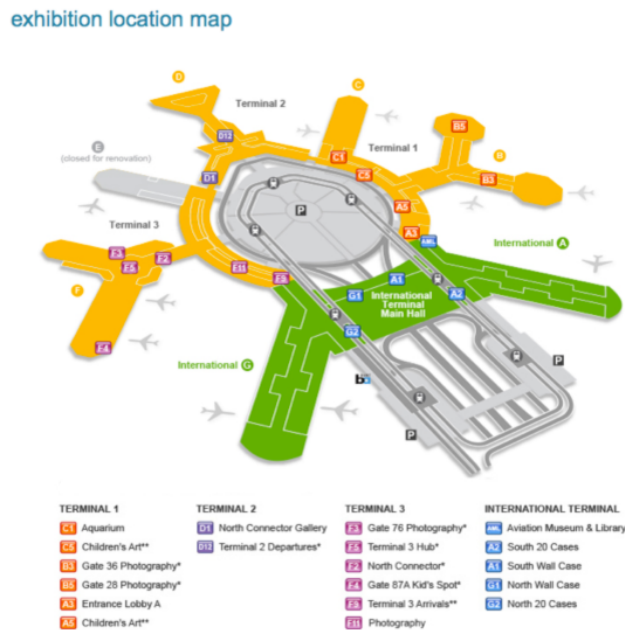 exhibition location map
D
Terminal 2
C
D12
Terminal 1
B5
E
(closed for renovation)
C1
B
D1
C5
B3
P
A5
Terminal 3
A3
AML
International A
F3
F2
F5
F11
A1
F
G1
International
Terminal
Main Hall
A2
G2
F4
International G
P
P
TERMINAL 1
C1 Aquarium
C5 Children's Art**
B3 Gate 36 Photography*
B5 Gate 28 Photography*
A3 Entrance Lobby A
A5 Children's Art**
TERMINAL 2
D1 North Connector Gallery
D12 Terminal 2 Departures*
TERMINAL 3
F3 Gate 76 Photography*
Terminal 3 Hub*
F2 North Connector*
F4 Gate 87A Kid's Spot*
Terminal 3 Arrivals**
E11 Photography
INTERNATIONAL TERMINAL
AML Aviation Museum & Library
A2 South 20 Cases
A1 South Wall Case
G1 North Wall Case
G2 North 20 Cases